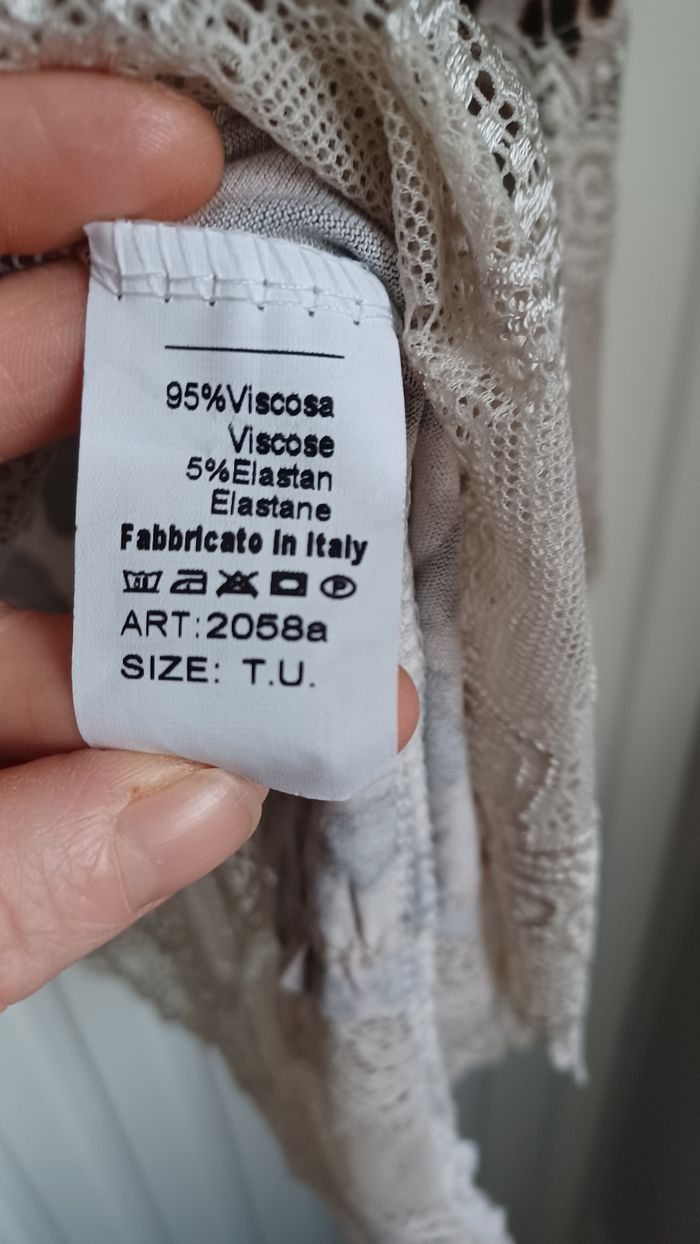 95%Viscosa
Viscose
5%Elastan
Elastane
Fabbricato in Italy
P
ART:2058a
SIZE: T.U.